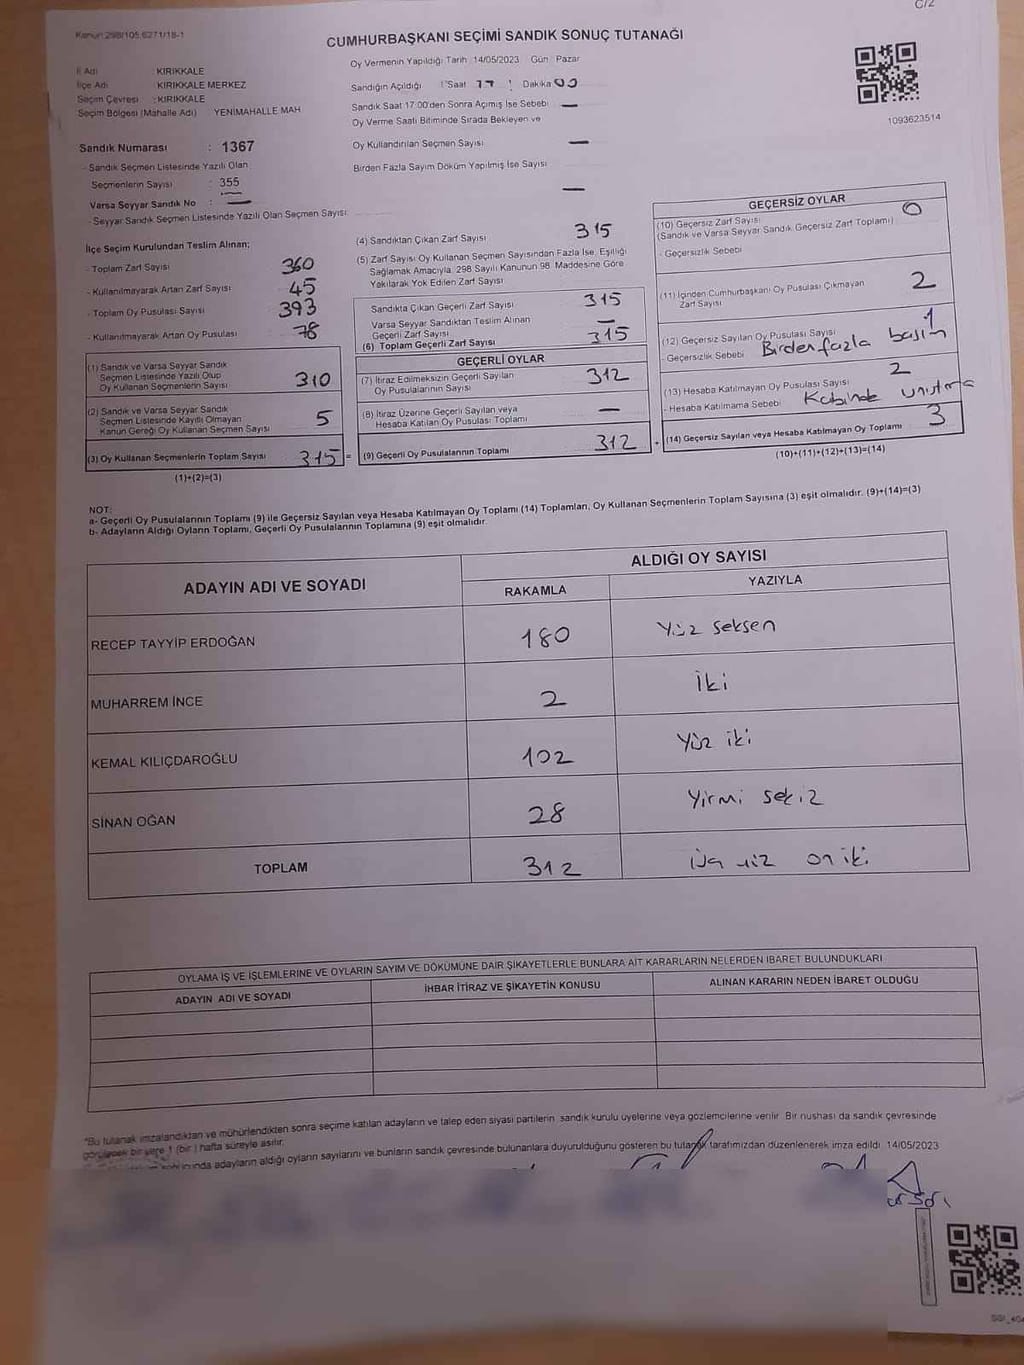 C/2
Kanun:298/105,6271/18-1
CUMHURBAŞKANI SEÇİMİ SANDIK SONUÇ TUTANAĞI
İl Adı KIRIKKALE
İlçe Adı KIRIKKALE MERKEZ
Seçim Çevresi : KIRIKKALE
Seçim Bölgesi (Mahalle Adı) YENİMAHALLE MAH
Sandık Numarası : 1367
- Sandık Seçmen Listesinde Yazılı Olan
Seçmenlerin Sayısı : 355
Varsa Seyyar Sandık No : —
- Seyyar Sandık Seçmen Listesinde Yazılı Olan Seçmen Sayısı:
Oy Vermenin Yapıldığı Tarih 14/05/2023 Gün Pazar
Sandığın Açıldığı Saat 17 Dakika 00
Sandık Saat 17:00'den Sonra Açımış İse Sebebi —
Oy Verme Saati Bitiminde Sırada Bekleyen ve
Oy Kullandırılan Seçmen Sayısı —
Birden Fazla Sayım Döküm Yapılmış İse Sayısı —
1093623514
İlçe Seçim Kurulundan Teslim Alınan;
- Toplam Zarf Sayısı 360
- Kullanılmayarak Artan Zarf Sayısı 45
- Toplam Oy Pusulası Sayısı 393
- Kullanılmayarak Artan Oy Pusulası 78
(1) Sandık ve Varsa Seyyar Sandık
Seçmen Listesinde Yazılı Olup
Oy Kullanan Seçmenlerin Sayısı 310
(2) Sandık ve Varsa Seyyar Sandık
Seçmen Listesinde Kayıtlı Olmayan
Kanun Gereği Oy Kullanan Seçmen Sayısı 5
(3) Oy Kullanan Seçmenlerin Toplam Sayısı 315 =
(1)+(2)=(3)
(4) Sandıktan Çıkan Zarf Sayısı 315
(5) Zarf Sayısı Oy Kullanan Seçmen Sayısından Fazla İse, Eşitliği
Sağlamak Amacıyla, 298 Sayılı Kanunun 98. Maddesine Göre
Yakılarak Yok Edilen Zarf Sayısı
Sandıkta Çıkan Geçerli Zarf Sayısı 315
Varsa Seyyar Sandıktan Teslim Alınan
Geçerli Zarf Sayısı —
(6) Toplam Geçerli Zarf Sayısı 315
GEÇERLİ OYLAR
(7) İtiraz Edilmeksizin Geçerli Sayılan
Oy Pusulalarının Sayısı 312
(8) İtiraz Üzerine Geçerli Sayılan veya
Hesaba Katılan Oy Pusulası Toplamı —
(9) Geçerli Oy Pusulalarının Toplamı 312 +
GEÇERSİZ OYLAR
(10) Geçersiz Zarf Sayısı 0
(Sandık ve Varsa Seyyar Sandık Geçersiz Zarf Toplamı)
- Geçersizlik Sebebi
(11) İçinden Cumhurbaşkanı Oy Pusulası Çıkmayan
Zarf Sayısı 2
(12) Geçersiz Sayılan Oy Pusulası Sayısı 1
- Geçersizlik Sebebi Birden fazla basım
(13) Hesaba Katılmayan Oy Pusulası Sayısı 2
- Hesaba Katılmama Sebebi Kabinde unutma
(14) Geçersiz Sayılan veya Hesaba Katılmayan Oy Toplamı 3
(10)+(11)+(12)+(13)=(14)
NOT:
a- Geçerli Oy Pusulalarının Toplamı (9) ile Geçersiz Sayılan veya Hesaba Katılmayan Oy Toplamı (14) Toplamları, Oy Kullanan Seçmenlerin Toplam Sayısına (3) eşit olmalıdır. (9)+(14)=(3)
b- Adayların Aldığı Oyların Toplamı, Geçerli Oy Pusulalarının Toplamına (9) eşit olmalıdır.
ADAYIN ADI VE SOYADI ALDIĞI OY SAYISI
RAKAMLA YAZIYLA
RECEP TAYYİP ERDOĞAN 180 Yüz seksen
MUHARREM İNCE 2 İki
KEMAL KILIÇDAROĞLU 102 Yüz iki
SİNAN OĞAN 28 Yirmi sekiz
TOPLAM 312 on iki
OYLAMA İŞ VE İŞLEMLERİNE VE OYLARIN SAYIM VE DÖKÜMÜNE DAİR ŞİKAYETLERLE BUNLARA AİT KARARLARIN NELERDEN İBARET BULUNDUKLARI
ADAYIN ADI VE SOYADI İHBAR İTİRAZ VE ŞİKAYETİN KONUSU ALINAN KARARIN NEDEN İBARET OLDUĞU
"Bu tutanak imzalandıktan ve mühürlendikten sonra seçime katılan adayların ve talep eden siyasi partilerin sandık kurulu üyelerine veya gözlemcilerine verilir. Bir nushası da sandık çevresinde
görülecek bir yere 1 (bir ) hafta süreyle asılır.
adayların aldığı oyların sayılarını ve bunların sandık çevresinde bulunanlara duyurulduğunu gösteren bu tutanak tarafımızdan düzenlenerek imza edildi. 14/05/2023